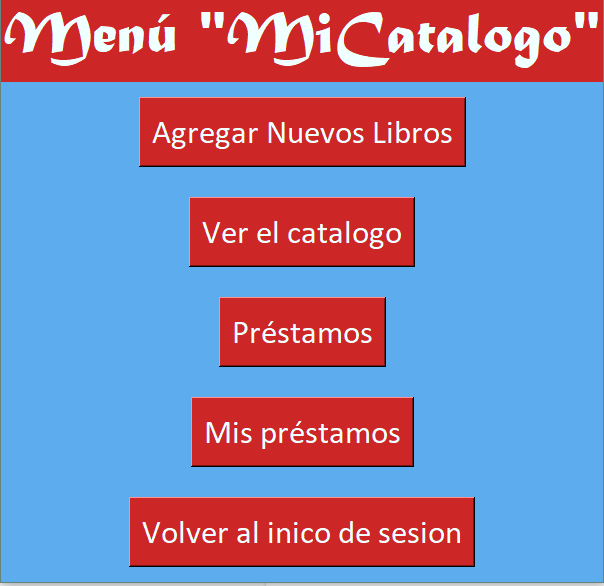 Menú "MiCatalogo"
Agregar Nuevos Libros
Ver el catalogo
Préstamos
Mis préstamos
Volver al inico de sesion